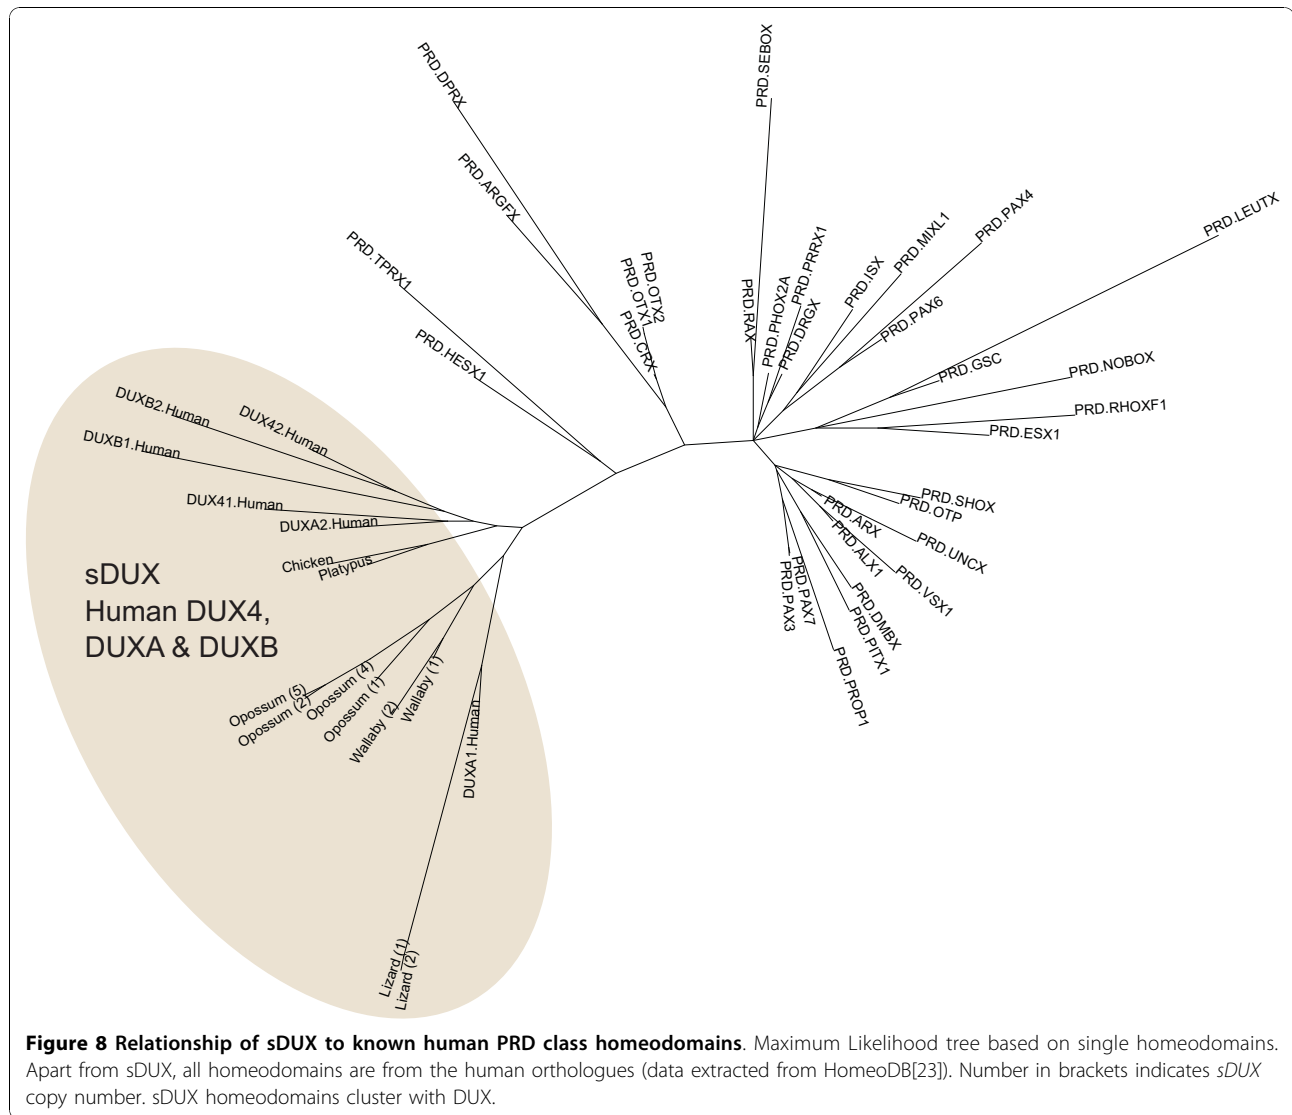 PRD.DPRX
PRD.SEBOX
PRD.ARGFX
PRD.TPRX1
PRD.HESX1
PRD.OTX2
PRD.OTX1
PRD.CRX
PRD.RAX
PRD.PHOX2A
PRD.PRRX1
PRD.DRGX
PRD.ISX
PRD.MIXL1
PRD.PAX4
PRD.PAX6
PRD.LEUTX
PRD.GSC
PRD.NOBOX
PRD.RHOXF1
PRD.ESX1
PRD.SHOX
PRD.OTP
PRD.ARX
PRD.UNCX
PRD.ALX1
PRD.VSX1
PRD.DMBX
PRD.PITX1
PRD.PAX7
PRD.PAX3
PRD.PROP1
DUXB2.Human
DUX42.Human
DUXB1.Human
DUX41.Human
DUXA2.Human
Chicken
Platypus
sDUX
Human DUX4,
DUXA & DUXB
Opossum (5)
Opossum (2)
Opossum (4)
Opossum (1)
Wallaby (2)
Wallaby (1)
DUXA1.Human
Lizard (1)
Lizard (2)
Figure 8 Relationship of sDUX to known human PRD class homeodomains. Maximum Likelihood tree based on single homeodomains.
Apart from sDUX, all homeodomains are from the human orthologues (data extracted from HomeoDB[23]). Number in brackets indicates sDUX
copy number. sDUX homeodomains cluster with DUX.